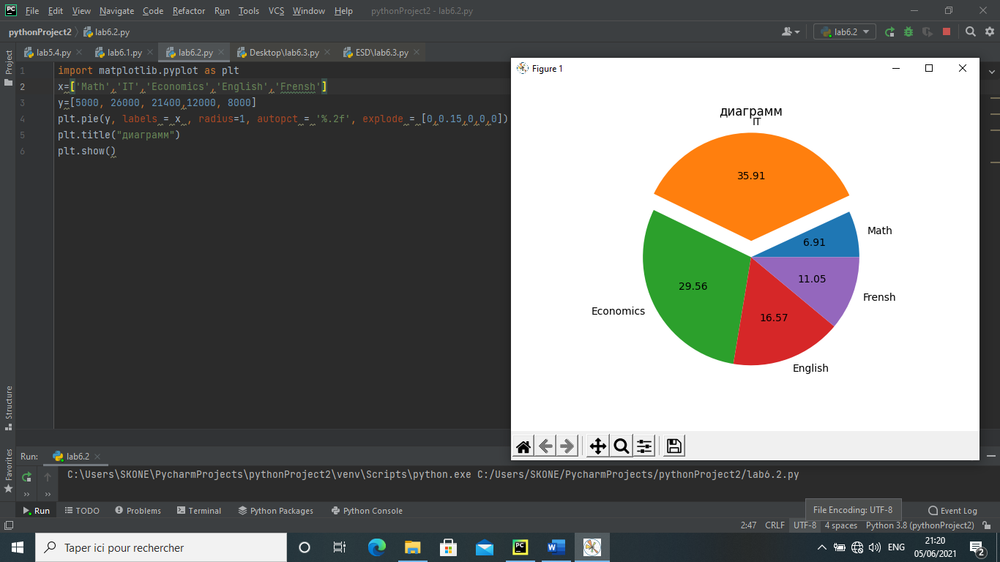 File Edit View Navigate Code Refactor Run Tools VCS Window Help pythonProject2 - lab6.2.py
pythonProject2 lab6.2.py lab6.2
lab5.4.py lab6.1.py lab6.2.py Desktop\lab6.3.py ESD\lab6.3.py
Project
1 import matplotlib.pyplot as plt
2 x=['Math','IT','Economics','English','Frensh']
3 y=[5000, 26000, 21400,12000, 8000]
4 plt.pie(y, labels = x , radius=1, autopct = '%.2f', explode = [0,0.15,0,0,0])
5 plt.title("диаграмм")
6 plt.show()
Figure 1
диаграмм
IT
35.91
Math
6.91
11.05
29.56
Frensh
Economics
16.57
English
Structure
Favorites
Run: lab6.2
C:\Users\SKONE\PycharmProjects\pythonProject2\venv\Scripts\python.exe C:/Users/SKONE/PycharmProjects/pythonProject2/lab6.2.py
Run TODO Problems Terminal Python Packages Python Console Event Log
File Encoding: UTF-8
2:47 CRLF UTF-8 4 spaces Python 3.8 (pythonProject2)
Taper ici pour rechercher
ENG
21:20
05/06/2021
2